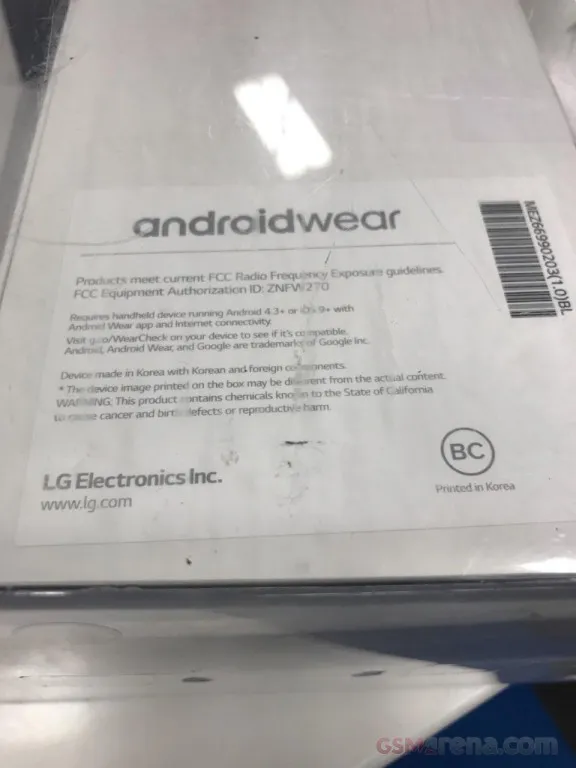 androidwear
Products meet current FCC Radio Frequency Exposure guidelines.
FCC Equipment Authorization ID: ZNFW270
Requires handheld device running Android 4.3+ or iOS 9+ with
Android Wear app and internet connectivity.
Visit g.co/WearCheck on your device to see if it's compatible.
Android, Android Wear, and Google are trademarks of Google Inc.
Device made in Korea with Korean and foreign components.
* The device image printed on the box may be different from the actual content.
WARNING: This product contains chemicals known to the State of California
to cause cancer and birth defects or reproductive harm.
LG Electronics Inc.
www.lg.com
BC
Printed in Korea
MEZ66990203(1.0)BL
GSMarena.com